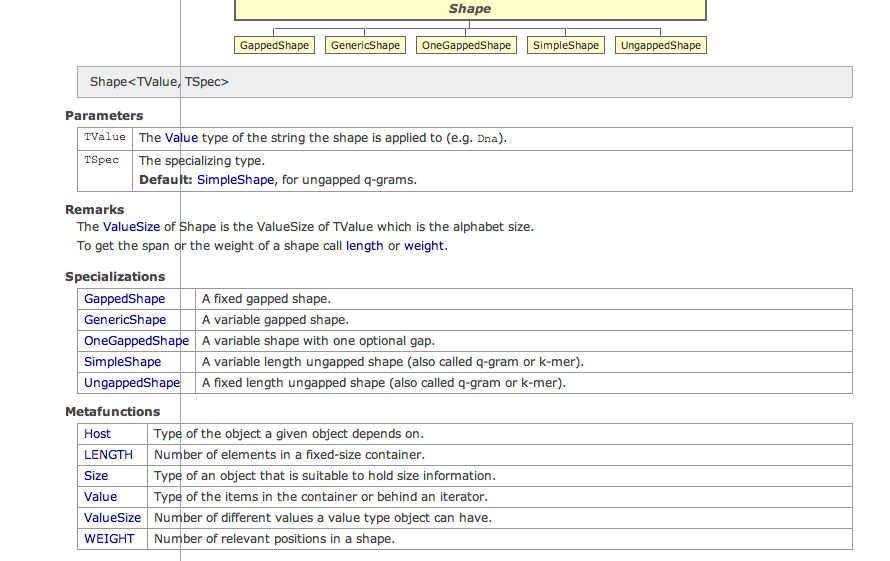 Shape
GappedShape GenericShape OneGappedShape SimpleShape UngappedShape
Shape<TValue, TSpec>
Parameters
TValue The Value type of the string the shape is applied to (e.g. Dna).
TSpec The specializing type.
Default: SimpleShape, for ungapped q-grams.
Remarks
The ValueSize of Shape is the ValueSize of TValue which is the alphabet size.
To get the span or the weight of a shape call length or weight.
Specializations
GappedShape A fixed gapped shape.
GenericShape A variable gapped shape.
OneGappedShape A variable shape with one optional gap.
SimpleShape A variable length ungapped shape (also called q-gram or k-mer).
UngappedShape A fixed length ungapped shape (also called q-gram or k-mer).
Metafunctions
Host Type of the object a given object depends on.
LENGTH Number of elements in a fixed-size container.
Size Type of an object that is suitable to hold size information.
Value Type of the items in the container or behind an iterator.
ValueSize Number of different values a value type object can have.
WEIGHT Number of relevant positions in a shape.